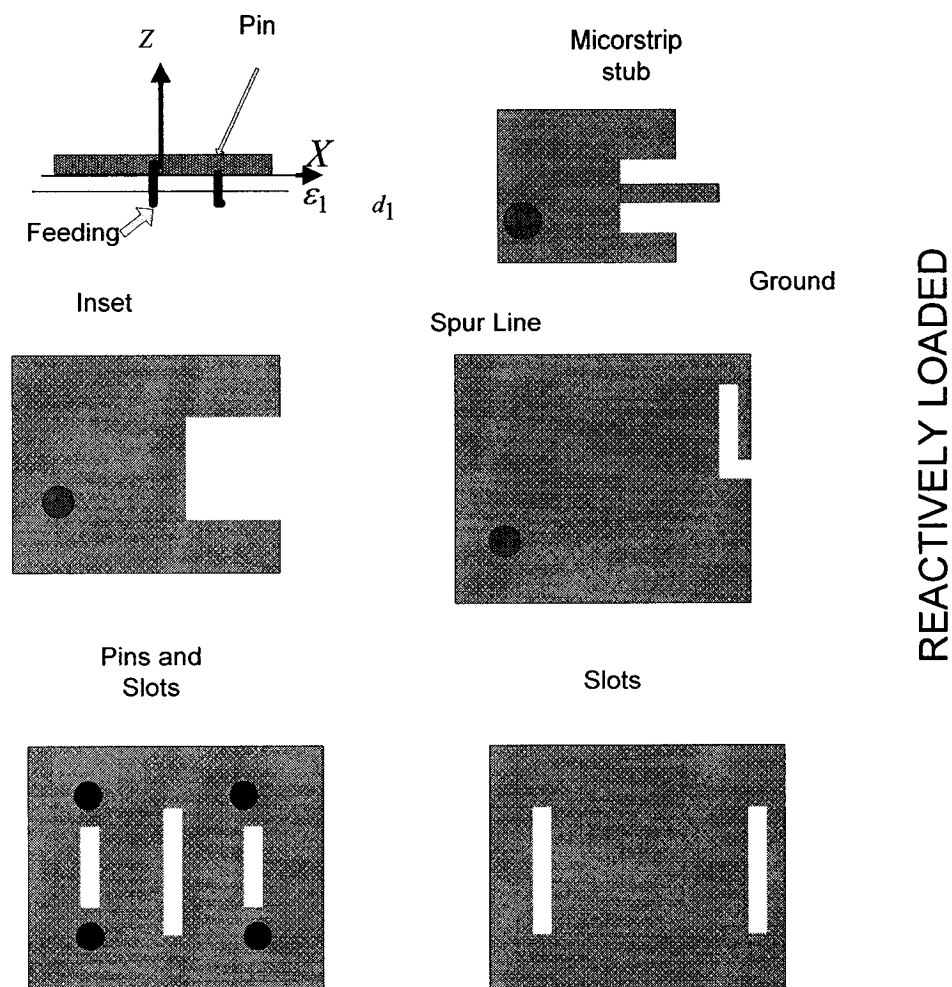 Pin
Z
Micorstrip
stub
X
ε1
d1
Feeding
Ground
Inset
Spur Line
REACTIVELY LOADED
Pins and
Slots
Slots